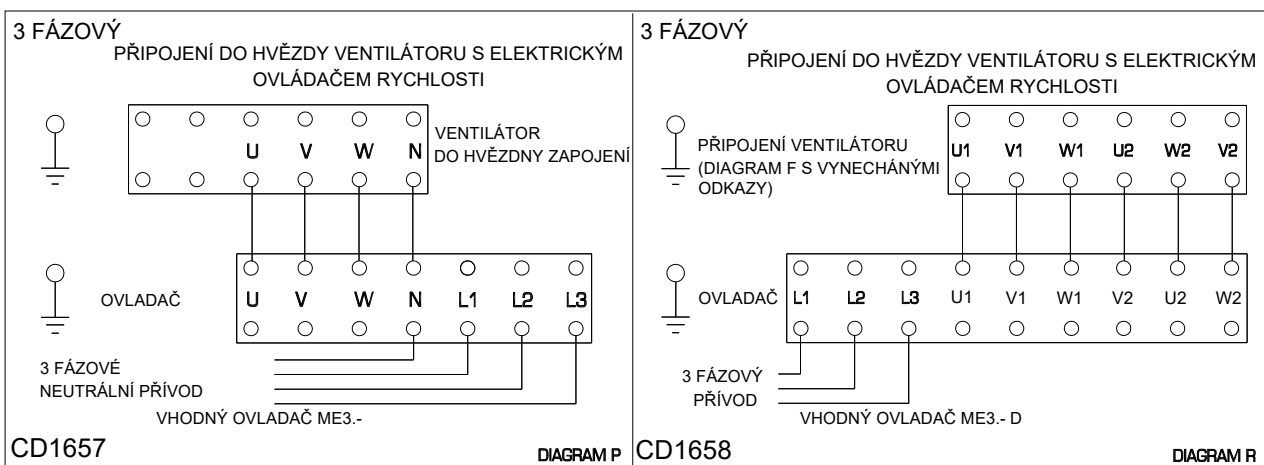 3 FÁZOVÝ
PŘIPOJENÍ DO HVĚZDY VENTILÁTORU S ELEKTRICKÝM
OVLÁDAČEM RYCHLOSTI
U V W N
VENTILÁTOR
DO HVĚZDNY ZAPOJENÍ
OVLADAČ
U V W N L1 L2 L3
3 FÁZOVÉ
NEUTRÁLNÍ PŘÍVOD
VHODNÝ OVLADAČ ME3.-
CD1657
DIAGRAM P
3 FÁZOVÝ
PŘIPOJENÍ DO HVĚZDY VENTILÁTORU S ELEKTRICKÝM
OVLÁDAČEM RYCHLOSTI
PŘIPOJENÍ VENTILÁTORU
(DIAGRAM F S VYNECHÁNÝMI
ODKAZY)
U1 V1 W1 U2 W2 V2
OVLADAČ
L1 L2 L3 U1 V1 W1 V2 U2 W2
3 FÁZOVÝ
PŘÍVOD
VHODNÝ OVLADAČ ME3.- D
CD1658
DIAGRAM R